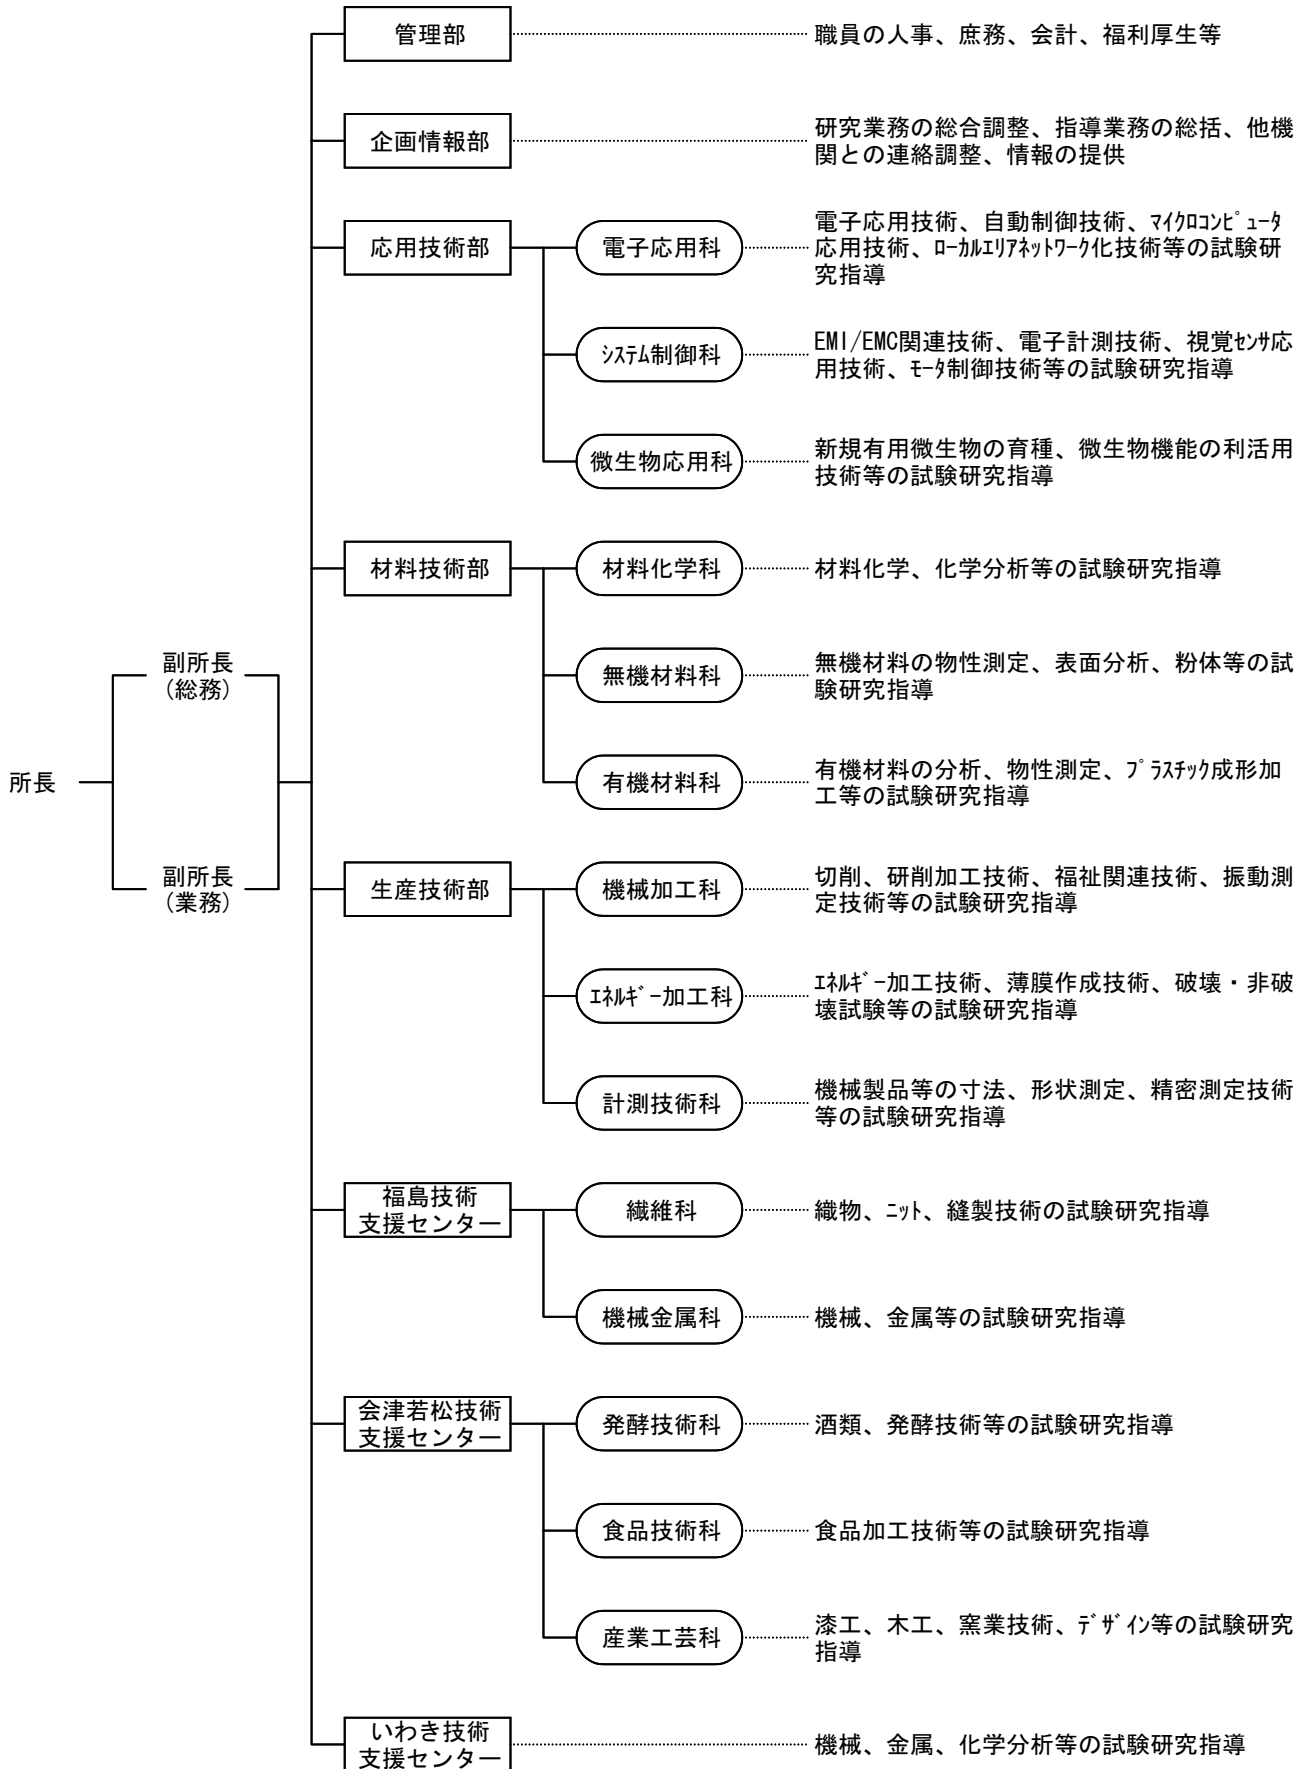 管理部
職員の人事、庶務、会計、福利厚生等
企画情報部
研究業務の総合調整、指導業務の総括、他機
関との連絡調整、情報の提供
応用技術部
電子応用科
電子応用技術、自動制御技術、ﾏｲｸﾛｺﾝﾋﾟｭｰﾀ
応用技術、ﾛｰｶﾙｴﾘｱﾈｯﾄﾜｰｸ化技術等の試験研
究指導
ｼｽﾃﾑ制御科
EMI/EMC関連技術、電子計測技術、視覚ｾﾝｻ応
用技術、ﾓｰﾀ制御技術等の試験研究指導
微生物応用科
新規有用微生物の育種、微生物機能の利活用
技術等の試験研究指導
材料技術部
材料化学科
材料化学、化学分析等の試験研究指導
副所長
(総務)
無機材料科
無機材料の物性測定、表面分析、粉体等の試
験研究指導
所長
有機材料科
有機材料の分析、物性測定、ﾌﾟﾗｽﾁｯｸ成形加
工等の試験研究指導
副所長
(業務)
生産技術部
機械加工科
切削、研削加工技術、福祉関連技術、振動測
定技術等の試験研究指導
ｴﾈﾙｷﾞｰ加工科
ｴﾈﾙｷﾞｰ加工技術、薄膜作成技術、破壊・非破
壊試験等の試験研究指導
計測技術科
機械製品等の寸法、形状測定、精密測定技術
等の試験研究指導
福島技術
支援センター
繊維科
織物、ﾆｯﾄ、縫製技術の試験研究指導
機械金属科
機械、金属等の試験研究指導
会津若松技術
支援センター
発酵技術科
酒類、発酵技術等の試験研究指導
食品技術科
食品加工技術等の試験研究指導
産業工芸科
漆工、木工、窯業技術、ﾃﾞｻﾞｲﾝ等の試験研究
指導
いわき技術
支援センター
機械、金属、化学分析等の試験研究指導